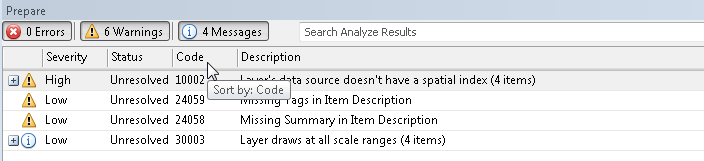 Prepare
0 Errors 6 Warnings 4 Messages Search Analyze Results
Severity Status Code Description
High Unresolved 10002 Layer's data source doesn't have a spatial index (4 items)
Sort by: Code
Low Unresolved 24059 Missing Tags in Item Description
Low Unresolved 24058 Missing Summary in Item Description
Low Unresolved 30003 Layer draws at all scale ranges (4 items)